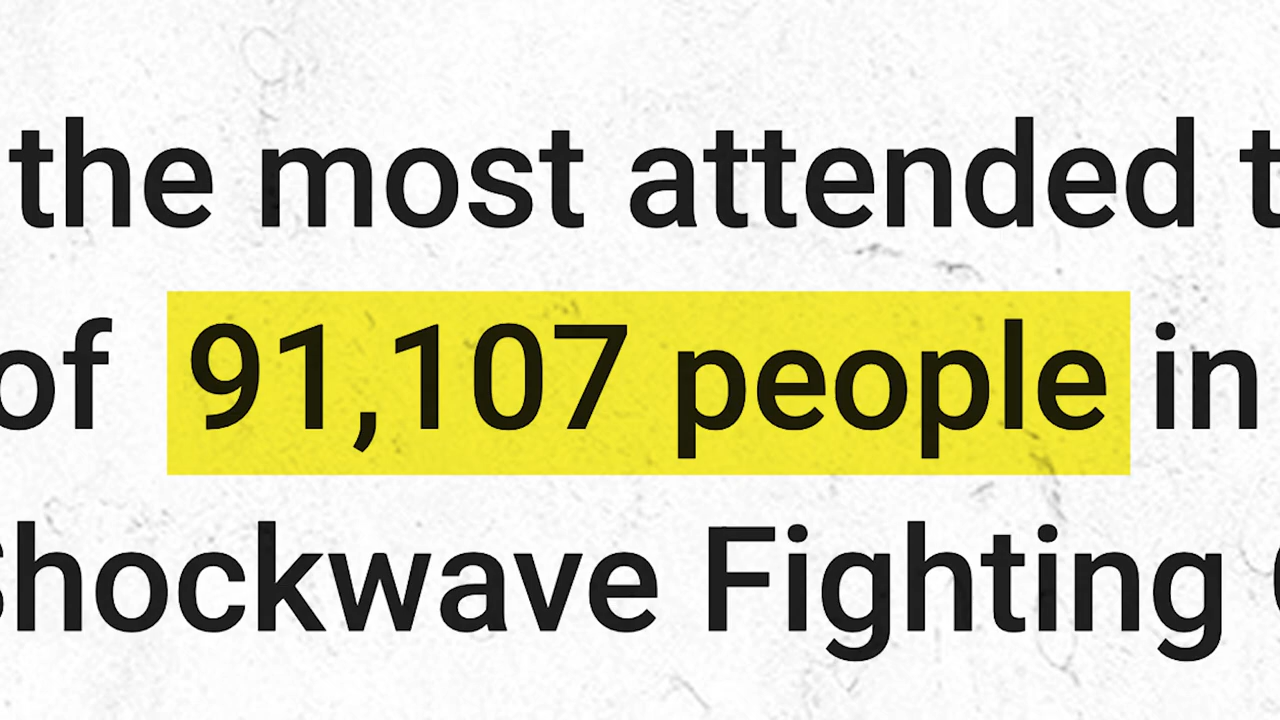 the most attended t
of 91,107 people in
Shockwave Fighting